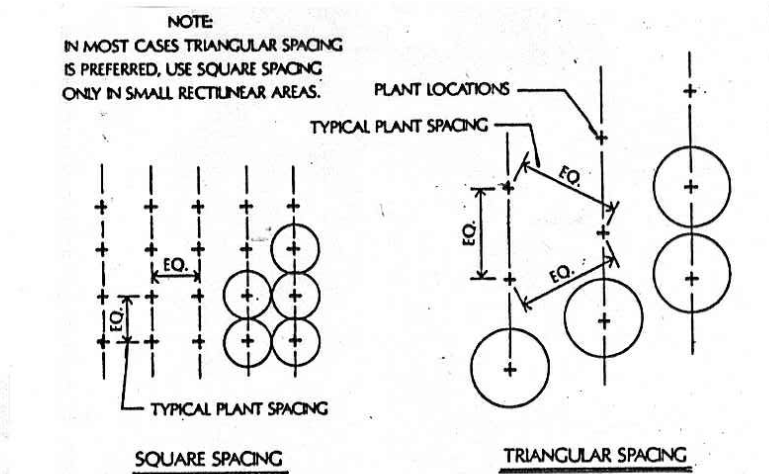 NOTE:
IN MOST CASES TRIANGULAR SPACING
IS PREFERRED, USE SQUARE SPACING
ONLY IN SMALL RECTILINEAR AREAS.
PLANT LOCATIONS
TYPICAL PLANT SPACING
EQ.
EQ.
EQ.
EQ.
EQ.
TYPICAL PLANT SPACING
SQUARE SPACING
TRIANGULAR SPACING